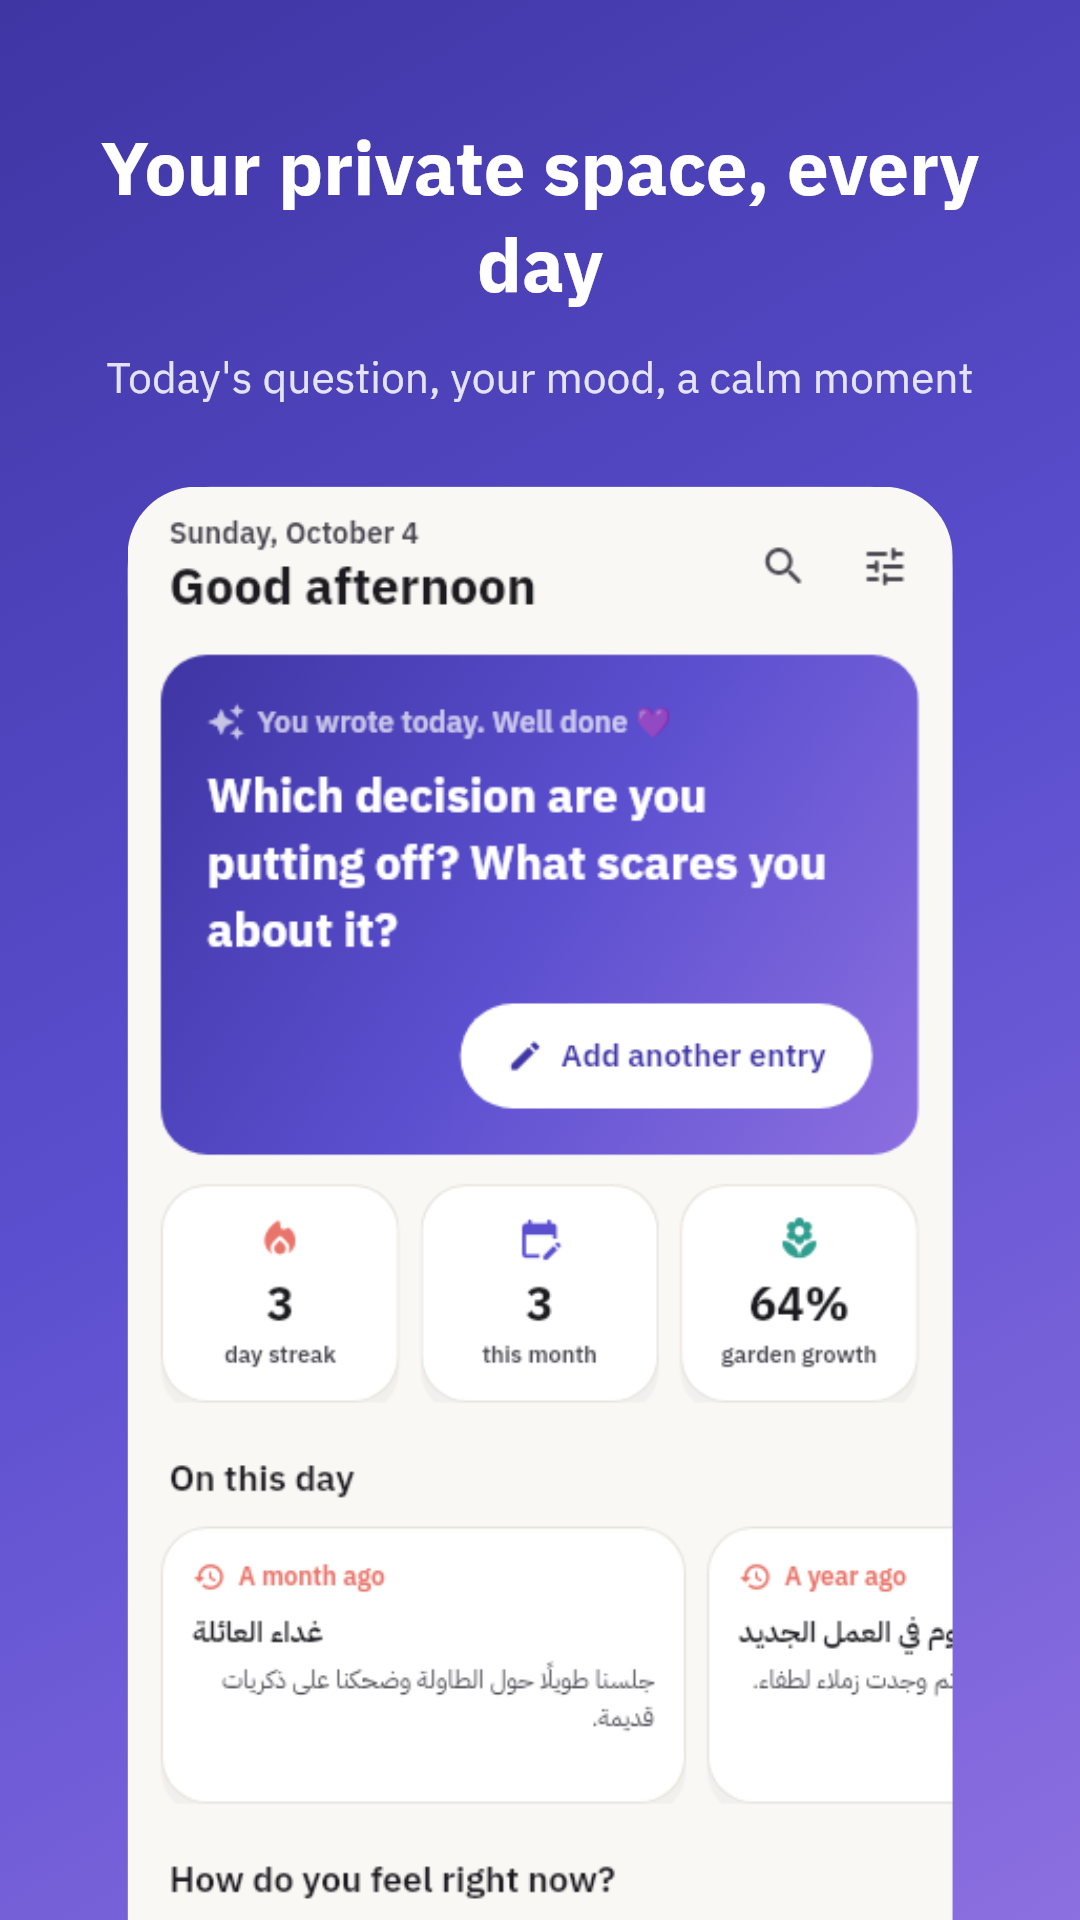 Your private space, every
day
Today's question, your mood, a calm moment
Sunday, October 4
Good afternoon
You wrote today. Well done 💜
Which decision are you
putting off? What scares you
about it?
Add another entry
3
day streak
3
this month
64%
garden growth
On this day
A month ago
غداء العائلة
جلسنا طويلًا حول الطاولة وضحكنا على ذكريات
قديمة.
A year ago
في العمل الجديد
وجدت زملاء لطفاء.
How do you feel right now?